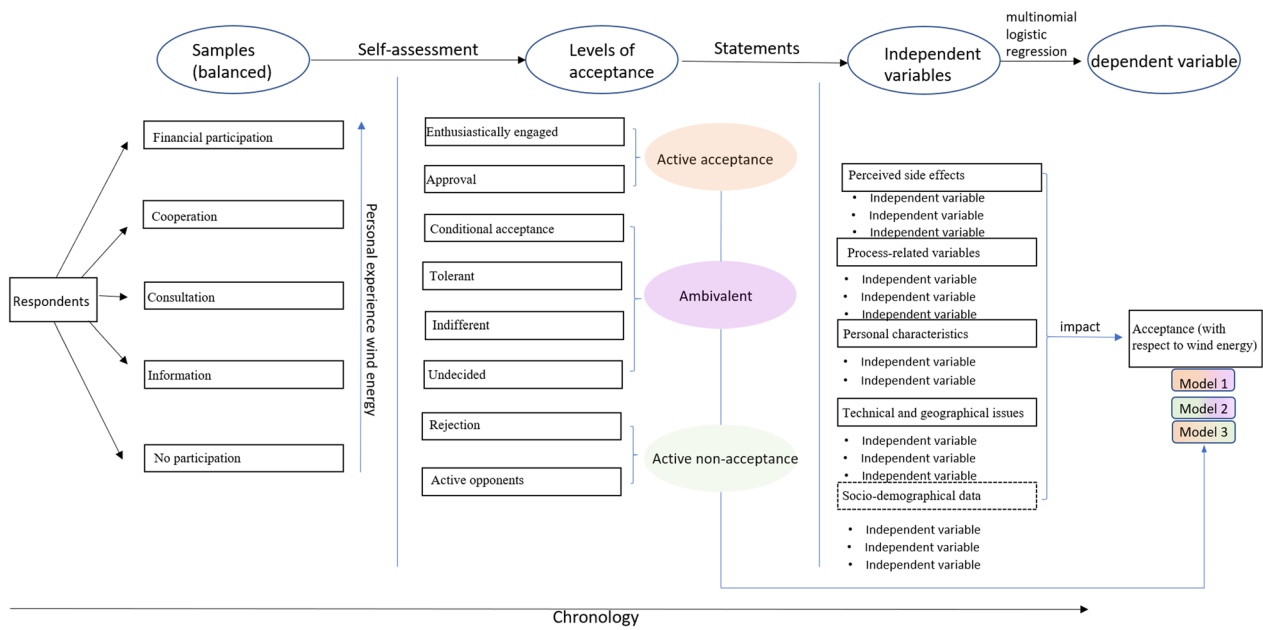 Samples
(balanced)
Self-assessment
Levels of
acceptance
Statements
Independent
variables
multinomial
logistic
regression
dependent variable
Respondents
Financial participation
Cooperation
Consultation
Information
No participation
Personal experience wind energy
Enthusiastically engaged
Approval
Conditional acceptance
Tolerant
Indifferent
Undecided
Rejection
Active opponents
Active acceptance
Ambivalent
Active non-acceptance
Perceived side effects
• Independent variable
• Independent variable
• Independent variable
Process-related variables
• Independent variable
• Independent variable
• Independent variable
Personal characteristics
• Independent variable
• Independent variable
Technical and geographical issues
• Independent variable
• Independent variable
• Independent variable
Socio-demographical data
• Independent variable
• Independent variable
• Independent variable
impact
Acceptance (with
respect to wind energy)
Model 1
Model 2
Model 3
Chronology